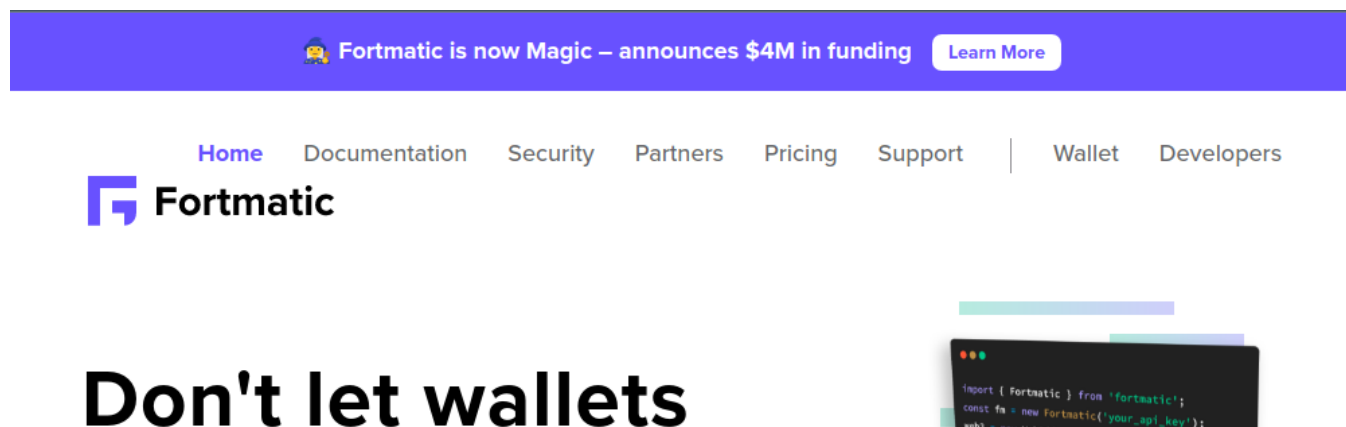 Fortmatic is now Magic – announces $4M in funding Learn More
Home Documentation Security Partners Pricing Support Wallet Developers
Fortmatic
Don't let wallets
import { Fortmatic } from 'fortmatic';
const fm = new Fortmatic('your_api_key');